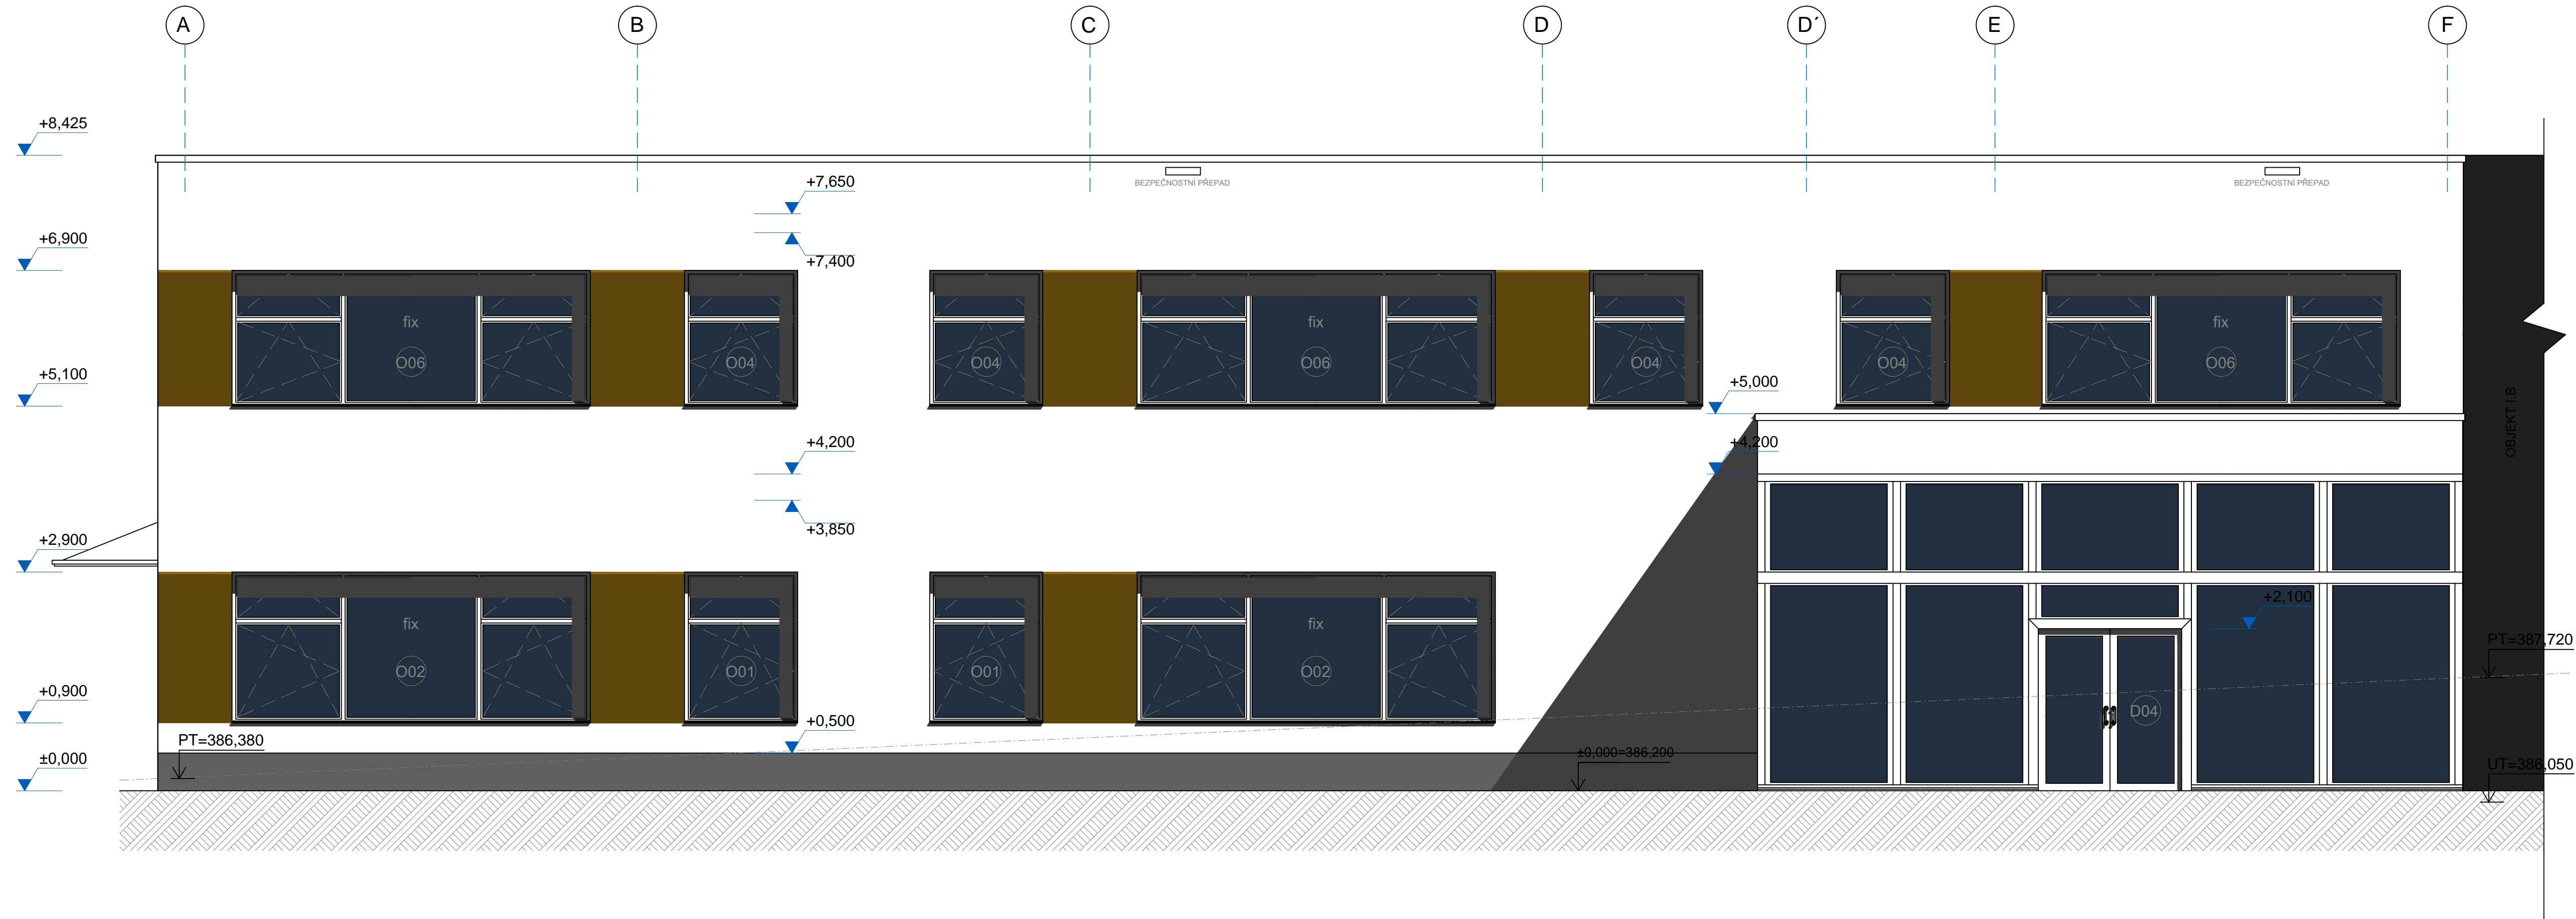 A B C D D´ E F
+8,425
BEZPEČNOSTNÍ PŘEPAD BEZPEČNOSTNÍ PŘEPAD
+7,650
+6,900
+7,400
fix fix fix
O06 O04 O04 O06 O04 O04 O06
+5,100
+5,000
OBJEKT I.B
+4,200 +4,200
+3,850
+2,900
+2,100
fix fix
PT=387,720
O02 O01 O01 O02
+0,900
D04
+0,500
PT=386,380
±0,000
±0,000=386,200
UT=386,050